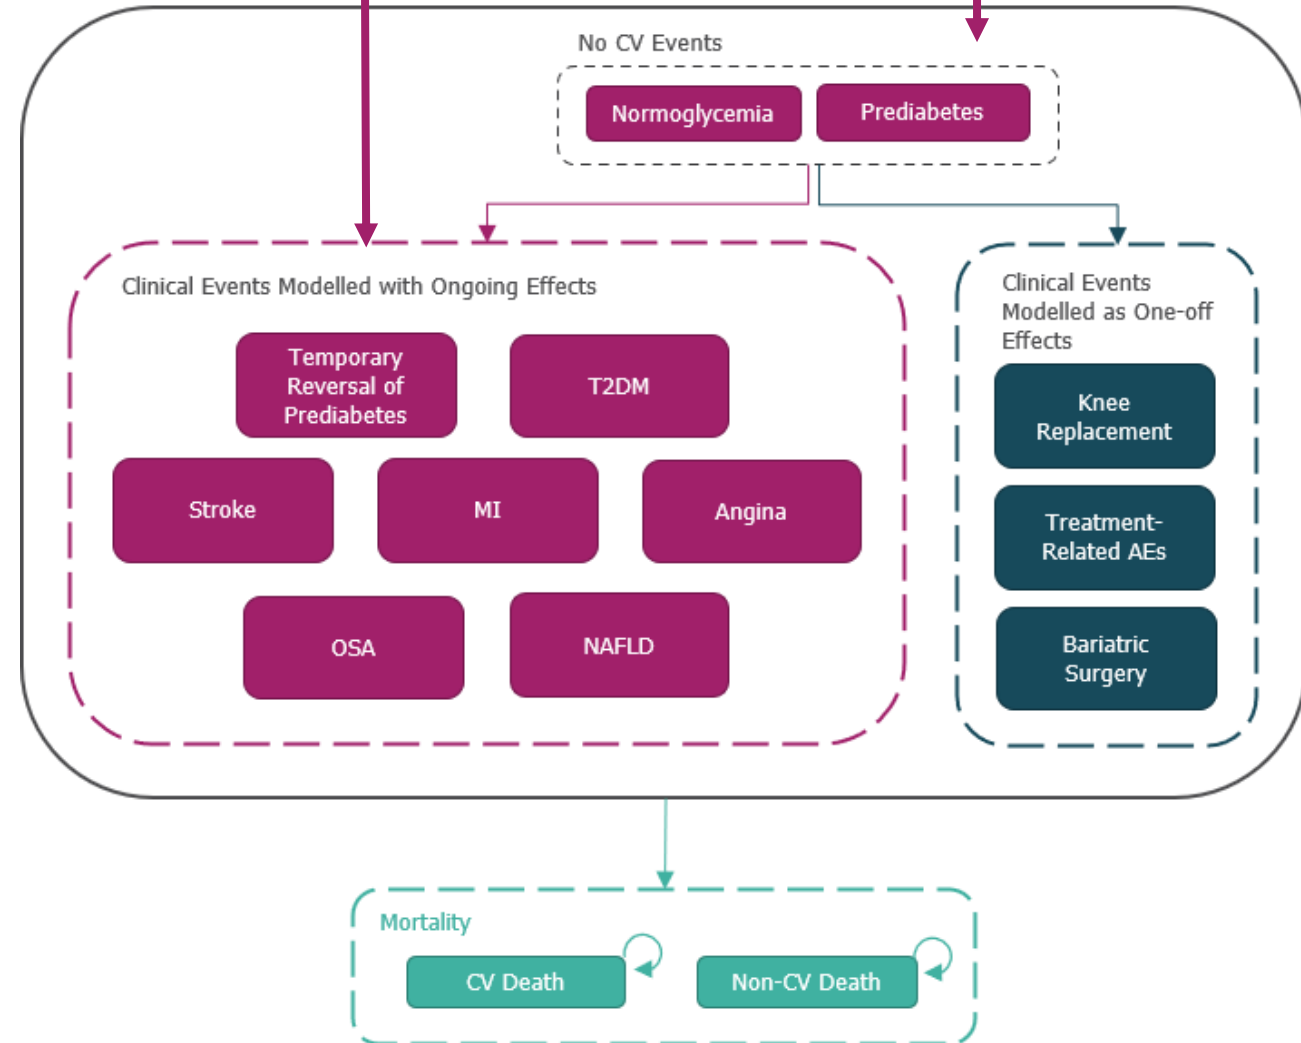 No CV Events
Normoglycemia
Prediabetes
Clinical Events Modelled with Ongoing Effects
Temporary
Reversal of
Prediabetes
T2DM
Stroke
MI
Angina
OSA
NAFLD
Clinical Events
Modelled as One-off
Effects
Knee
Replacement
Treatment-
Related AEs
Bariatric
Surgery
Mortality
CV Death
Non-CV Death